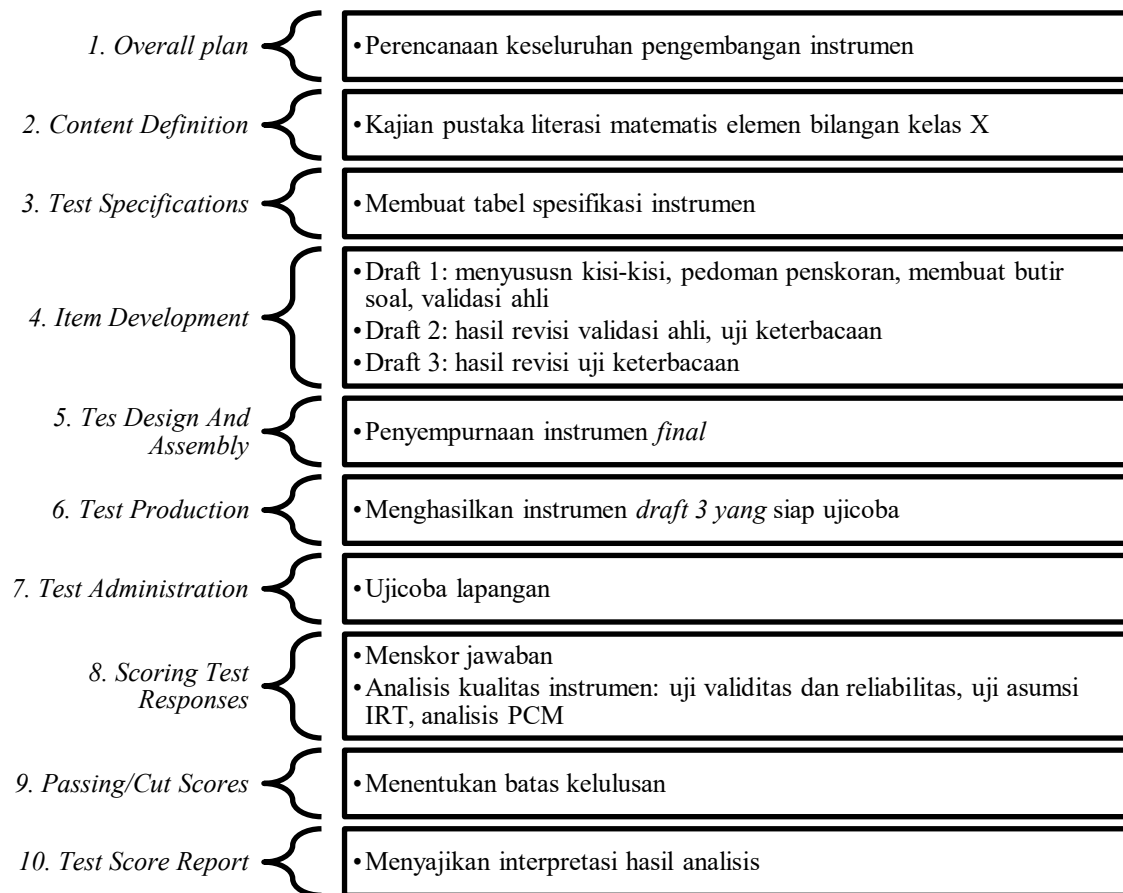 1. Overall plan
•Perencanaan keseluruhan pengembangan instrumen
2. Content Definition
•Kajian pustaka literasi matematis elemen bilangan kelas X
3. Test Specifications
•Membuat tabel spesifikasi instrumen
4. Item Development
•Draft 1: menyususn kisi-kisi, pedoman penskoran, membuat butir
soal, validasi ahli
•Draft 2: hasil revisi validasi ahli, uji keterbacaan
•Draft 3: hasil revisi uji keterbacaan
5. Tes Design And
Assembly
•Penyempurnaan instrumen final
6. Test Production
•Menghasilkan instrumen draft 3 yang siap ujicoba
7. Test Administration
•Ujicoba lapangan
8. Scoring Test
Responses
•Menskor jawaban
•Analisis kualitas instrumen: uji validitas dan reliabilitas, uji asumsi
IRT, analisis PCM
9. Passing/Cut Scores
•Menentukan batas kelulusan
10. Test Score Report
•Menyajikan interpretasi hasil analisis